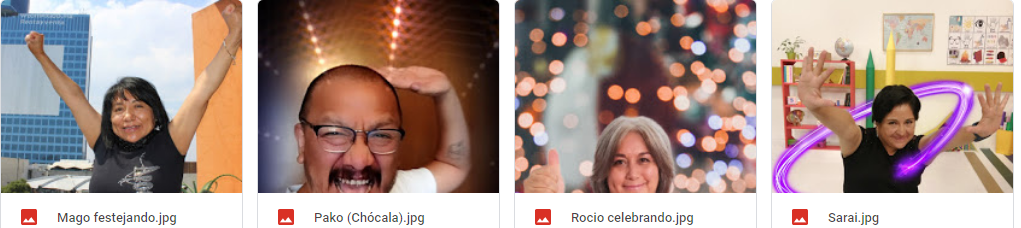 Mago festejando.jpg
Pako (Chócala).jpg
Rocio celebrando.jpg
Sarai.jpg